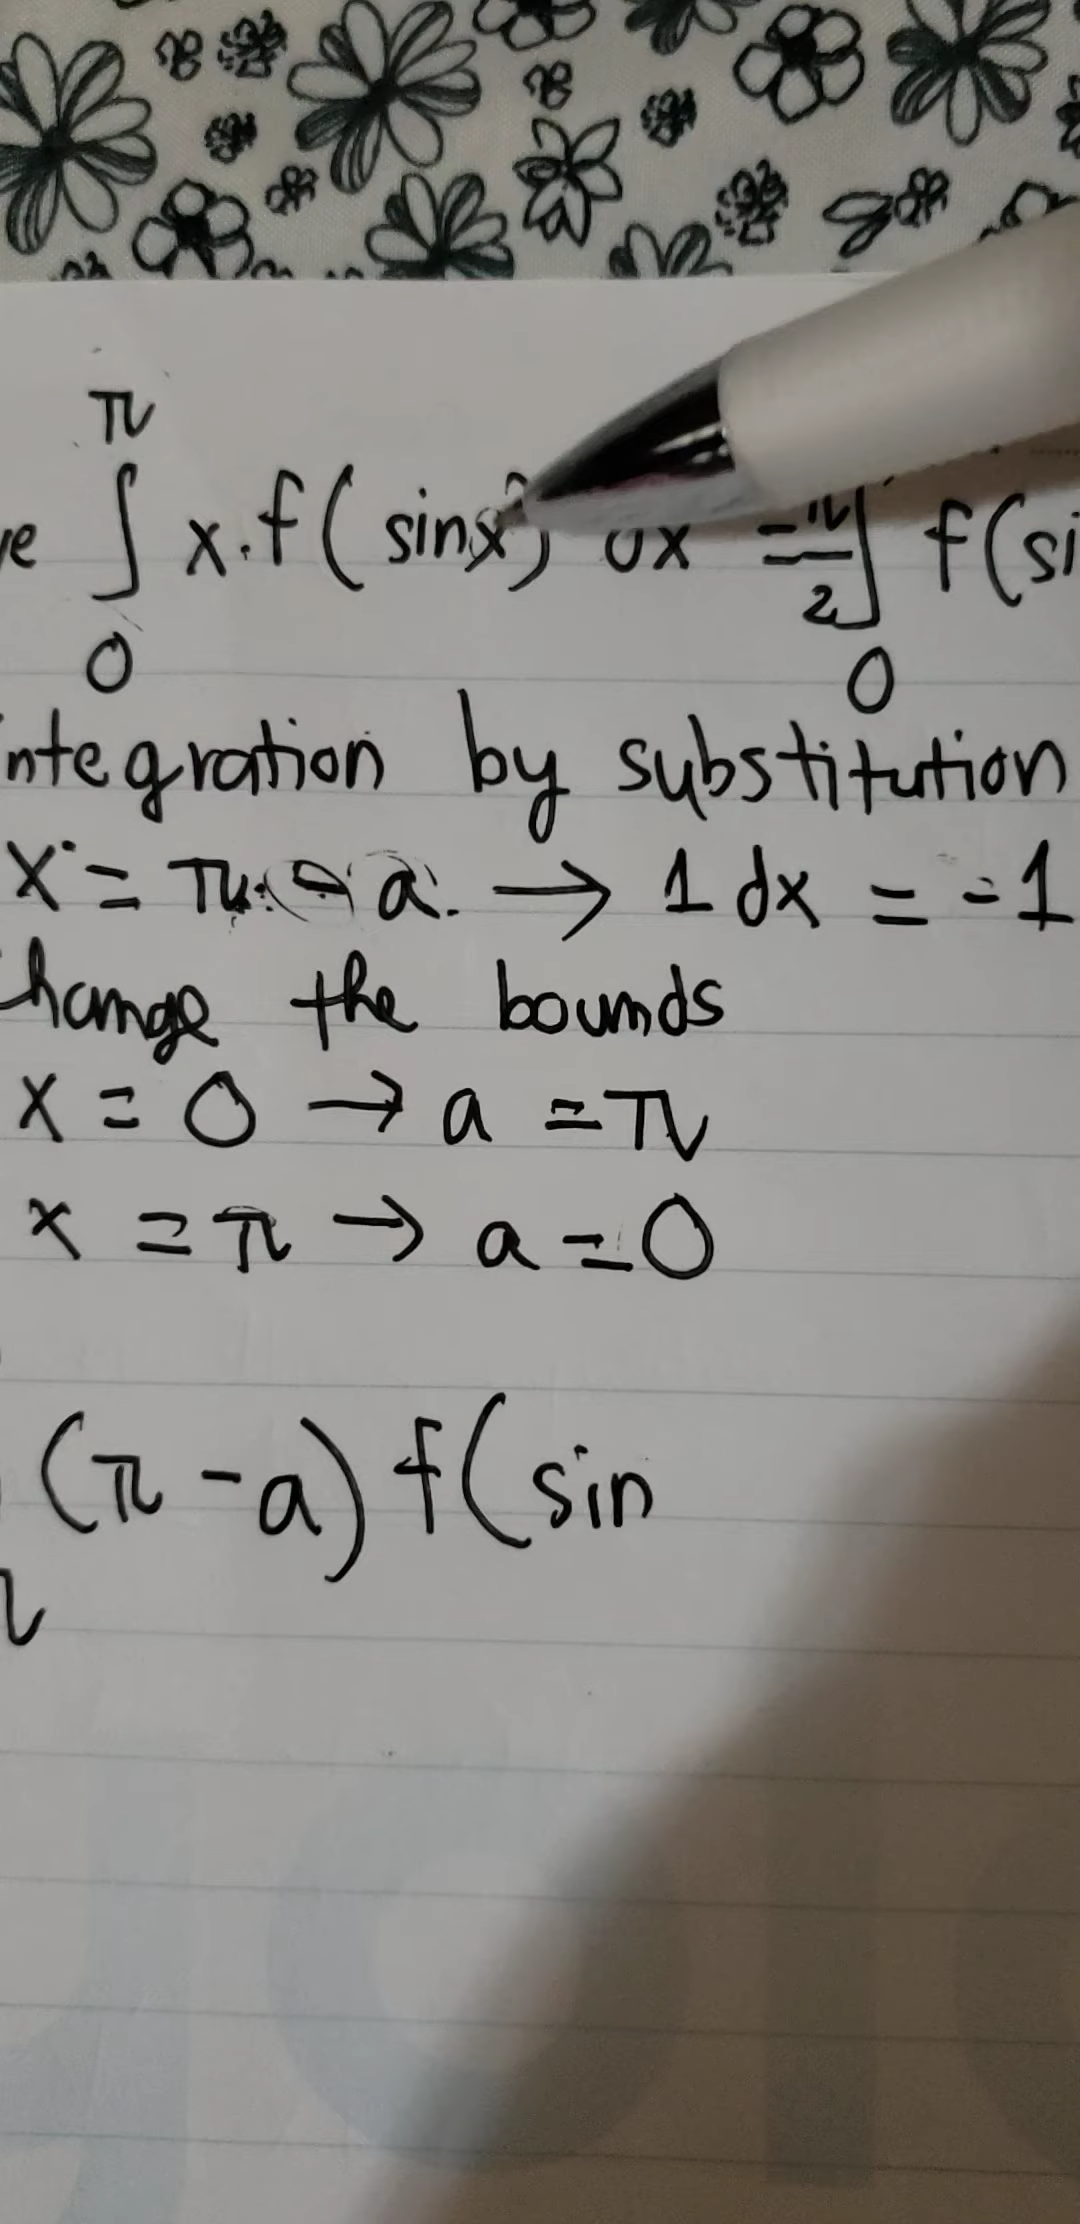 π
∫ x.f(sinx) dx = π/2 ∫ f(si
0 0
ntegration by substitution
x = π - a. → 1 dx = -1
hange the bounds
x = 0 → a = π
x = π → a = 0
(π - a) f(sin